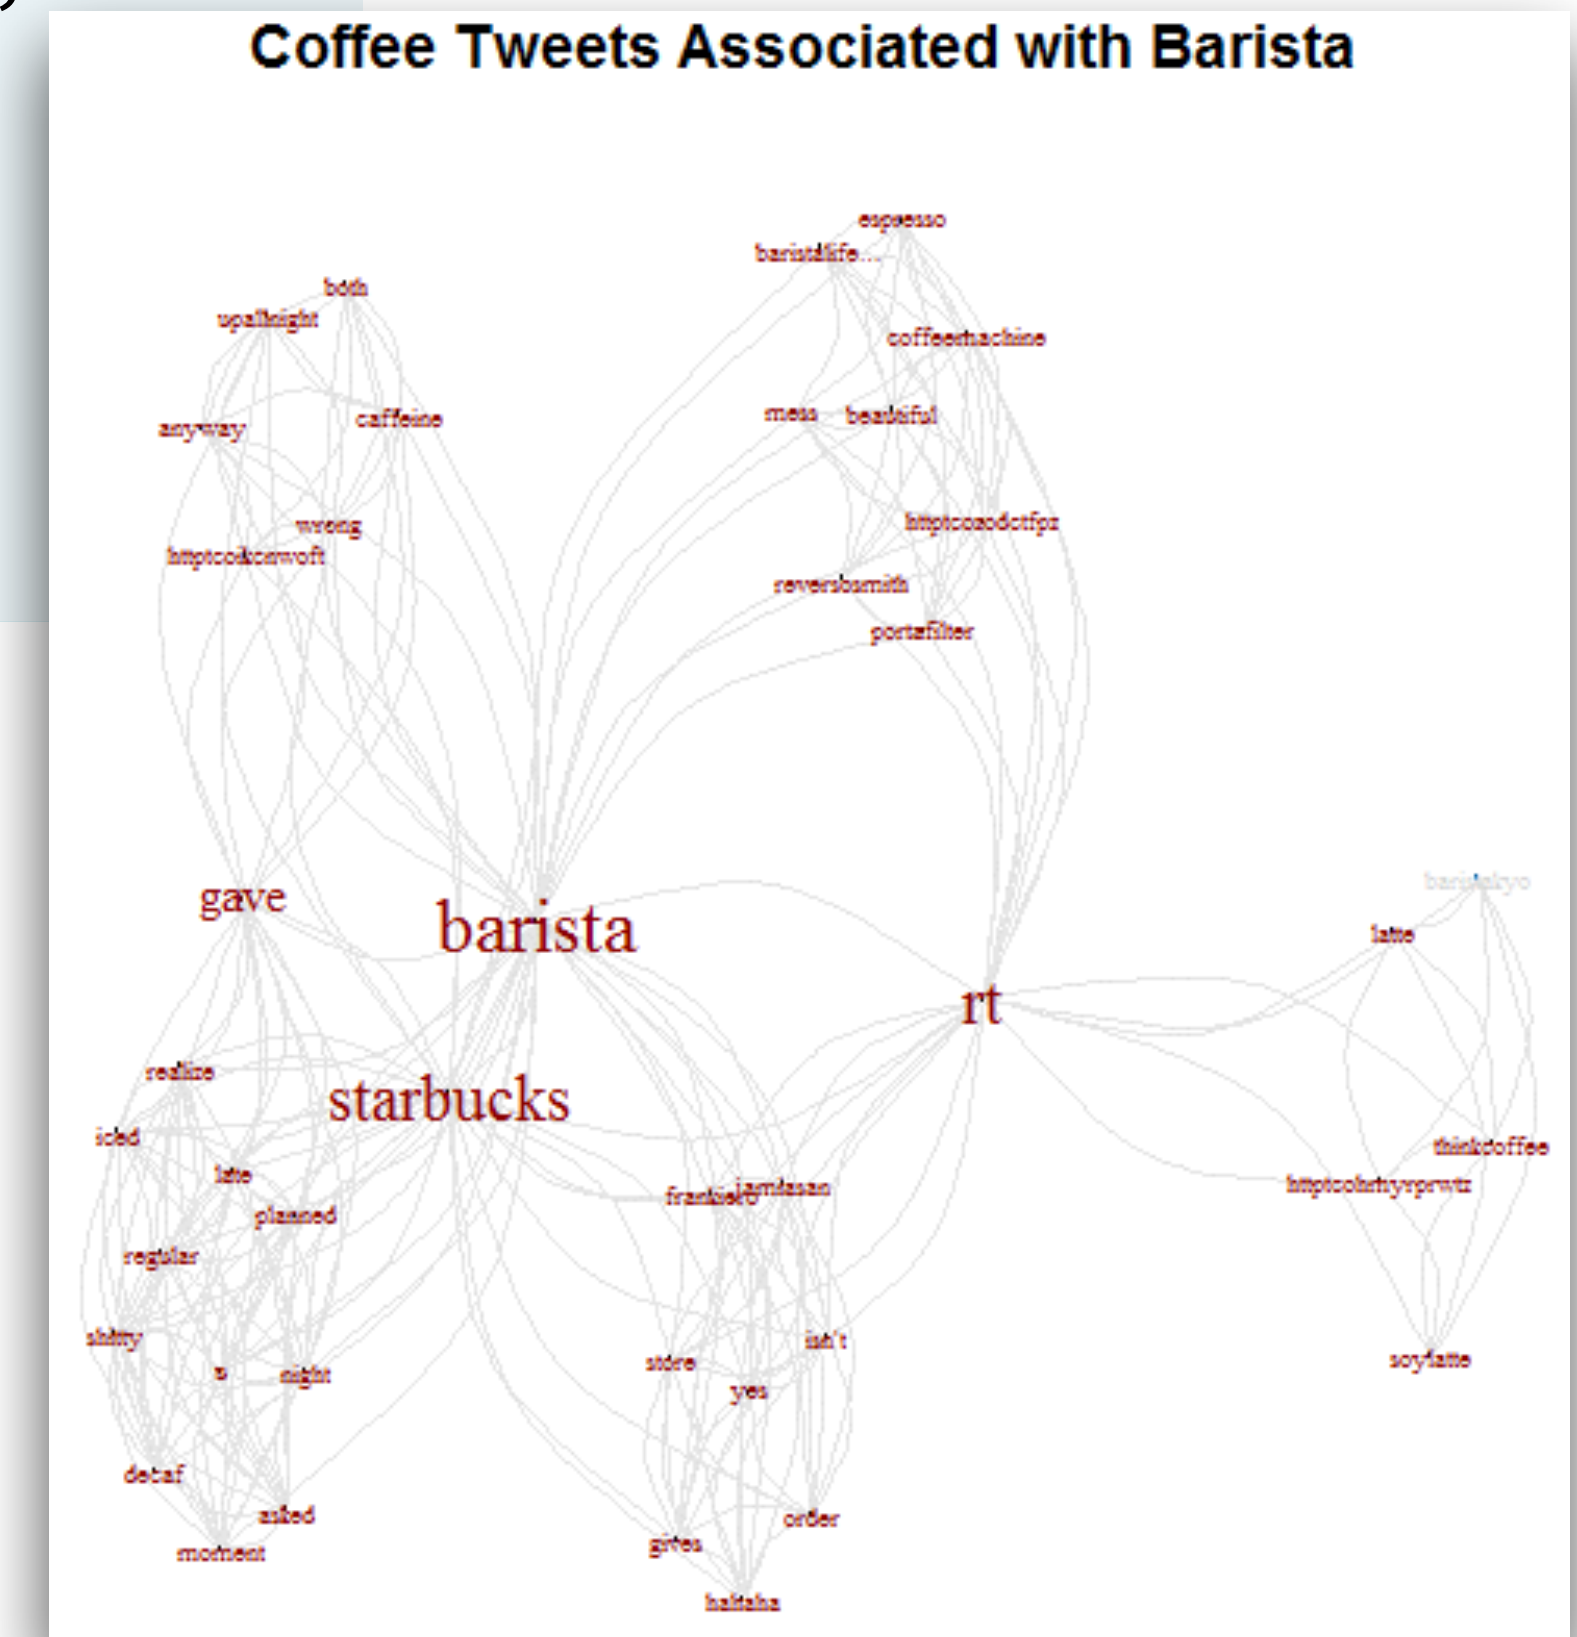 Coffee Tweets Associated with Barista
espresso
baristalife...
both
upallnight
coffeemachine
mess
beautiful
caffeine
anyway
wrong
reversbsmith
portafilter
gave
barista
latte
rt
realize
starbucks
iced
late
thinkcoffee
planned
regular
shitty
isn't
store
soylatte
night
yes
decaf
asked
order
gives
moment
hahaha